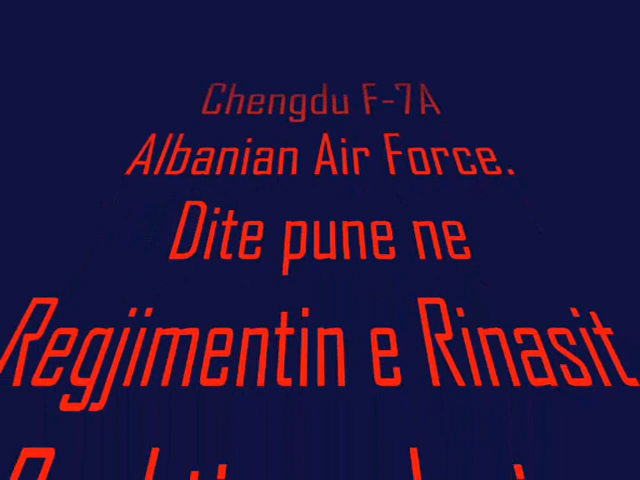 Chengdu F-7A
Albanian Air Force.
Dite pune ne
Regjimentin e Rinasit